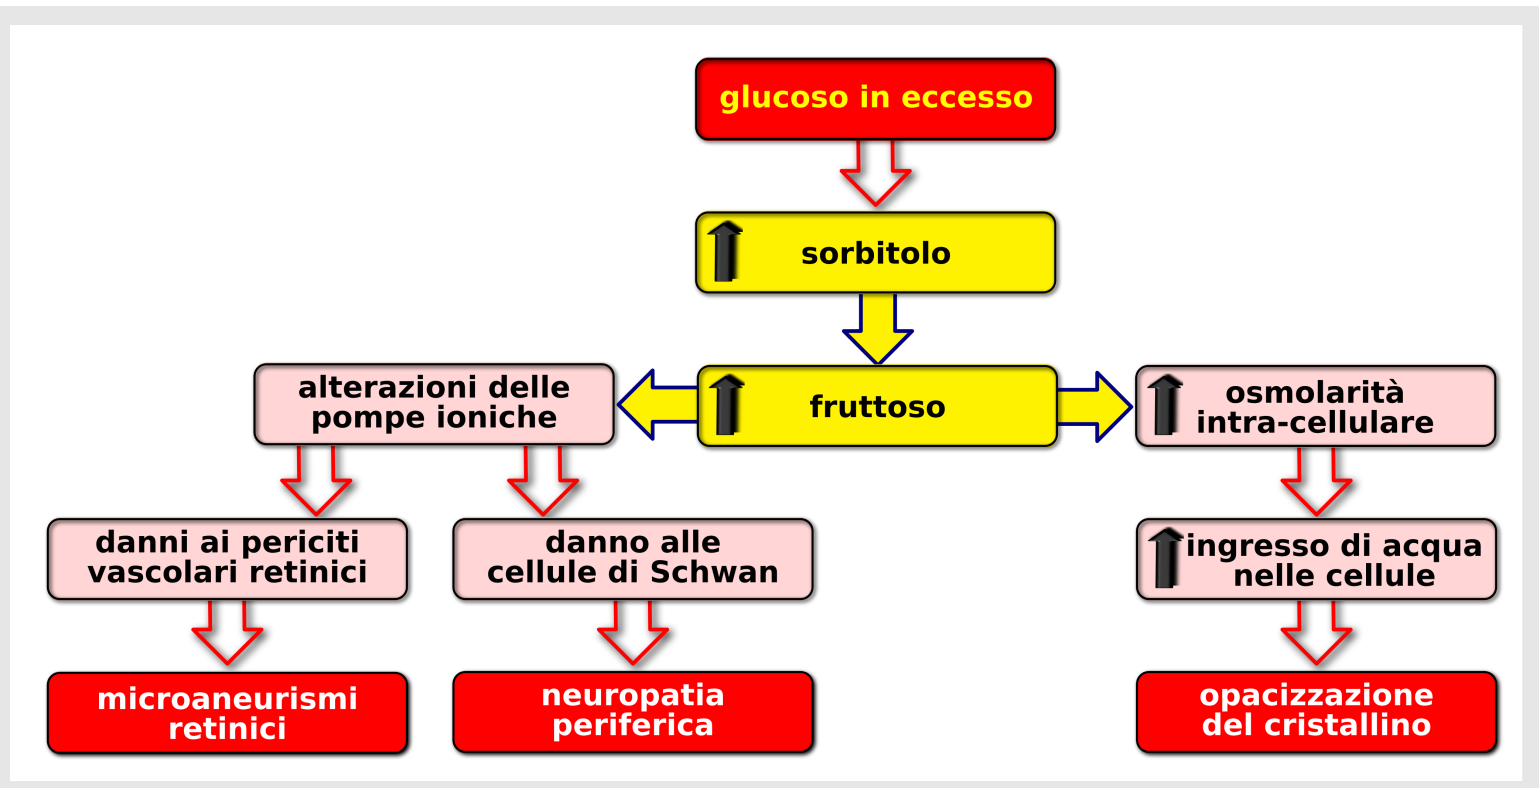 glucoso in eccesso
sorbitolo
fruttoso
alterazioni delle
pompe ioniche
osmolarità
intra-cellulare
danni ai periciti
vascolari retinici
danno alle
cellule di Schwan
ingresso di acqua
nelle cellule
microaneurismi
retinici
neuropatia
periferica
opacizzazione
del cristallino